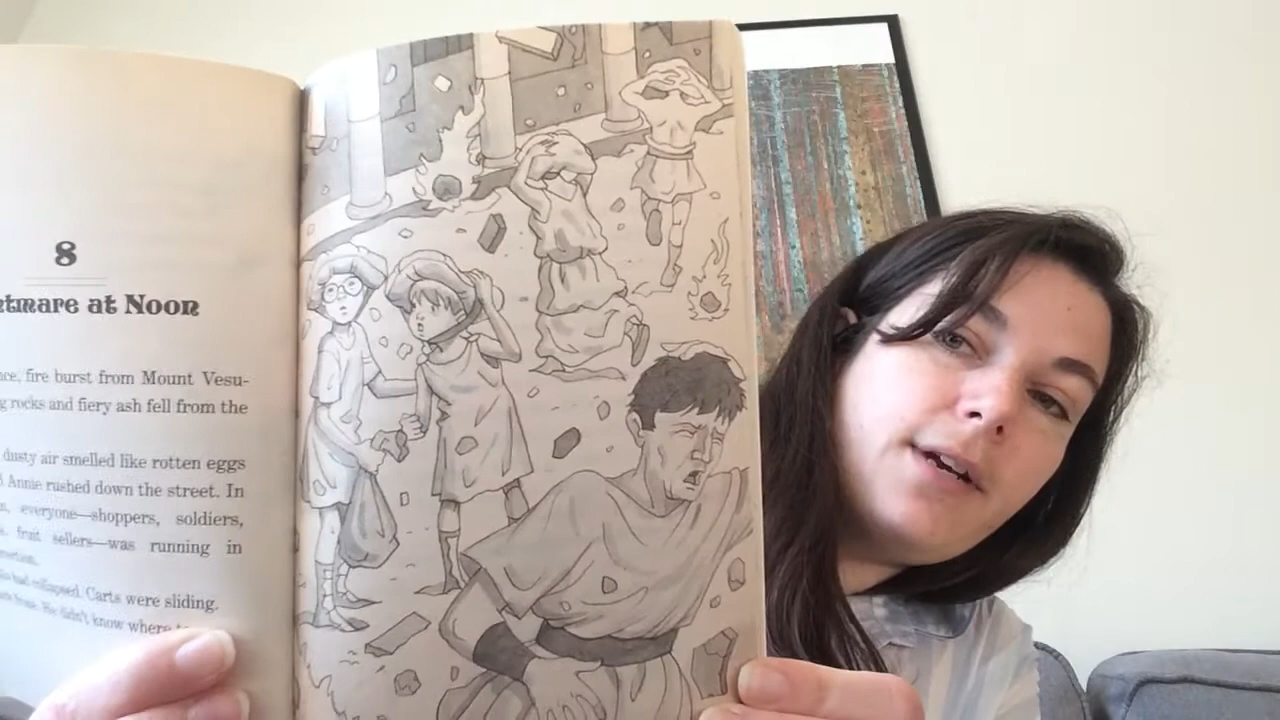 8
tmare at Noon
ce, fire burst from Mount Vesu-
g rocks and fiery ash fell from the
dusty air smelled like rotten eggs
Annie rushed down the street. In
everyone—shoppers, soldiers,
fruit sellers—was running in
had collapsed. Carts were sliding.
He didn't know where